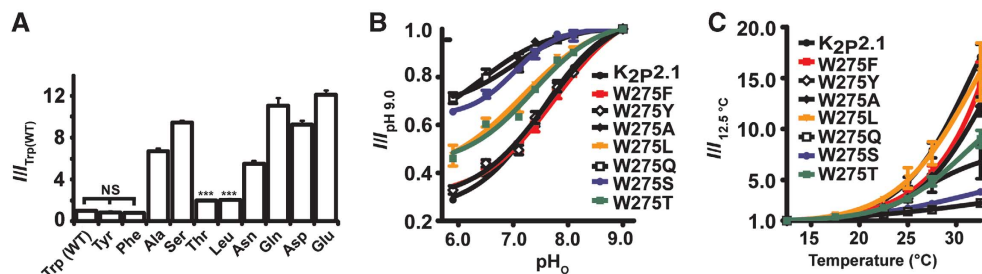 A
I/I Trp(WT)
12
8
4
0
NS
*** ***
Trp (WT) Tyr Phe Ala Ser Thr Leu Asn Gln Asp Glu
B
I/I pH 9.0
1.0
0.8
0.6
0.4
0.2
6.0 7.0 8.0 9.0
pHO
K2P2.1
W275F
W275Y
W275A
W275L
W275Q
W275S
W275T
C
I/I 12.5 °C
20.0
15.0
10.0
5.0
1.0
15 20 25 30
Temperature (°C)
K2P2.1
W275F
W275Y
W275A
W275L
W275Q
W275S
W275T